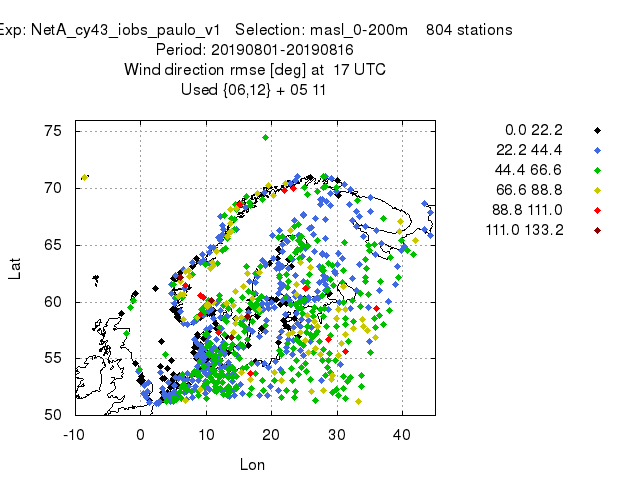 Exp: NetA_cy43_iobs_paulo_v1   Selection: masl_0-200m    804 stations
Period: 20190801-20190816
Wind direction rmse [deg] at  17 UTC
Used {06,12} + 05 11
75
70
65
60
55
50
Lat
-10 0 10 20 30 40
Lon
0.0 22.2
22.2 44.4
44.4 66.6
66.6 88.8
88.8 111.0
111.0 133.2